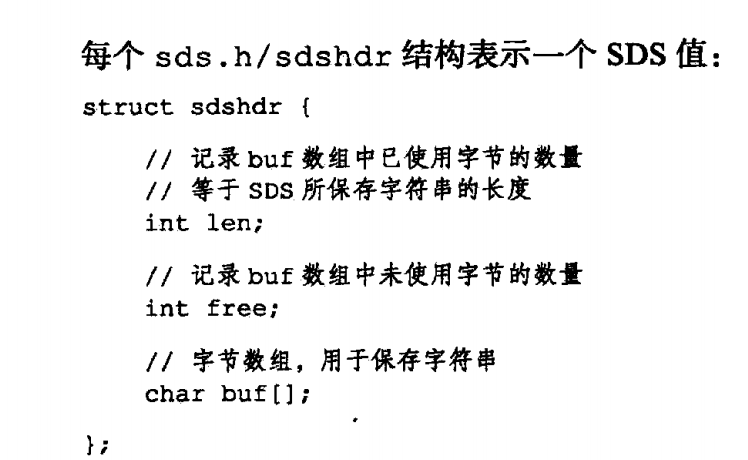 每个 sds.h/sdshdr 结构表示一个 SDS 值：
struct sdshdr {
// 记录 buf 数组中已使用字节的数量
// 等于 SDS 所保存字符串的长度
int len;
// 记录 buf 数组中未使用字节的数量
int free;
// 字节数组，用于保存字符串
char buf[];
};